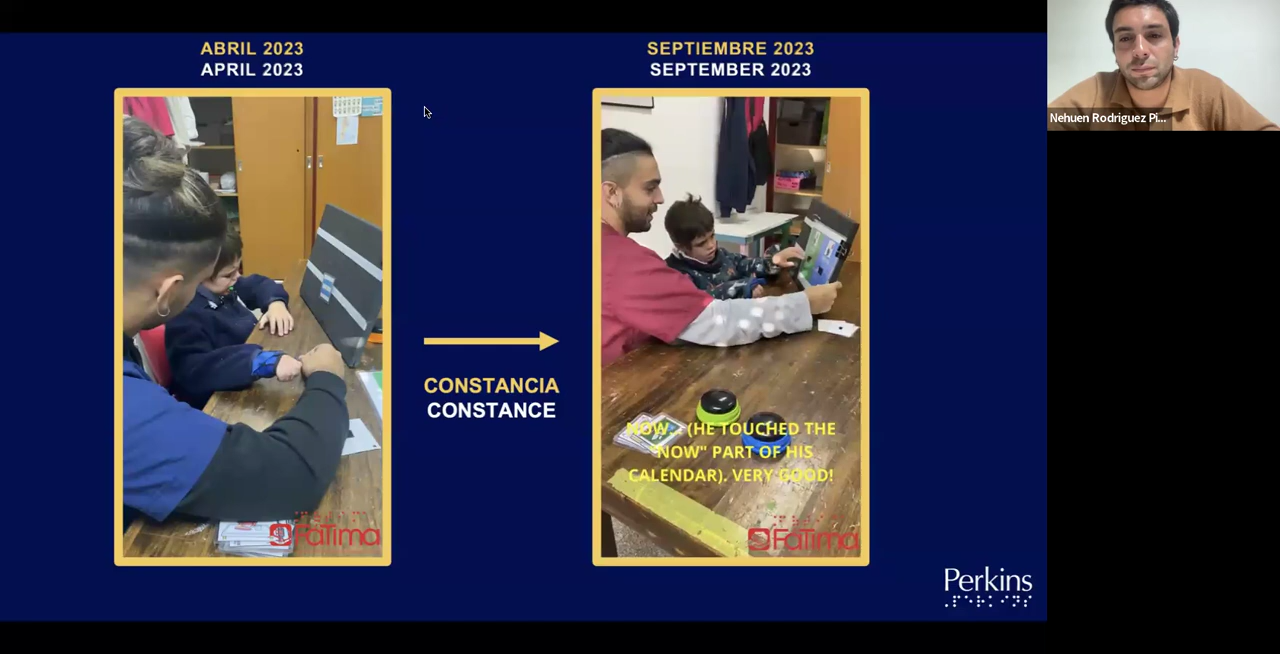 ABRIL 2023
APRIL 2023
SEPTIEMBRE 2023
SEPTEMBER 2023
CONSTANCIA
CONSTANCE
NOW... (HE TOUCHED THE
"NOW" PART OF HIS
CALENDAR). VERY GOOD!
FaTima
FaTima
Perkins
⠠⠏⠑⠗⠅⠊⠝⠎
Nehuen Rodriguez Pi...